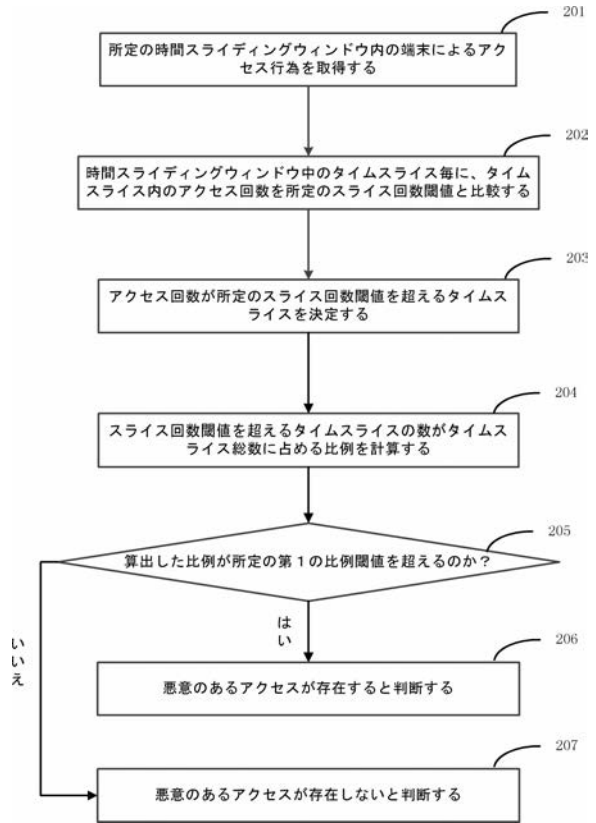 201
所定の時間スライディングウィンドウ内の端末によるアク
セス行為を取得する
202
時間スライディングウィンドウ中のタイムスライス毎に、タイム
スライス内のアクセス回数を所定のスライス回数閾値と比較する
203
アクセス回数が所定のスライス回数閾値を超えるタイムス
ライスを決定する
204
スライス回数閾値を超えるタイムスライスの数がタイムス
ライス総数に占める比例を計算する
205
算出した比例が所定の第1の比例閾値を超えるのか？
はい
いいえ
206
悪意のあるアクセスが存在すると判断する
207
悪意のあるアクセスが存在しないと判断する